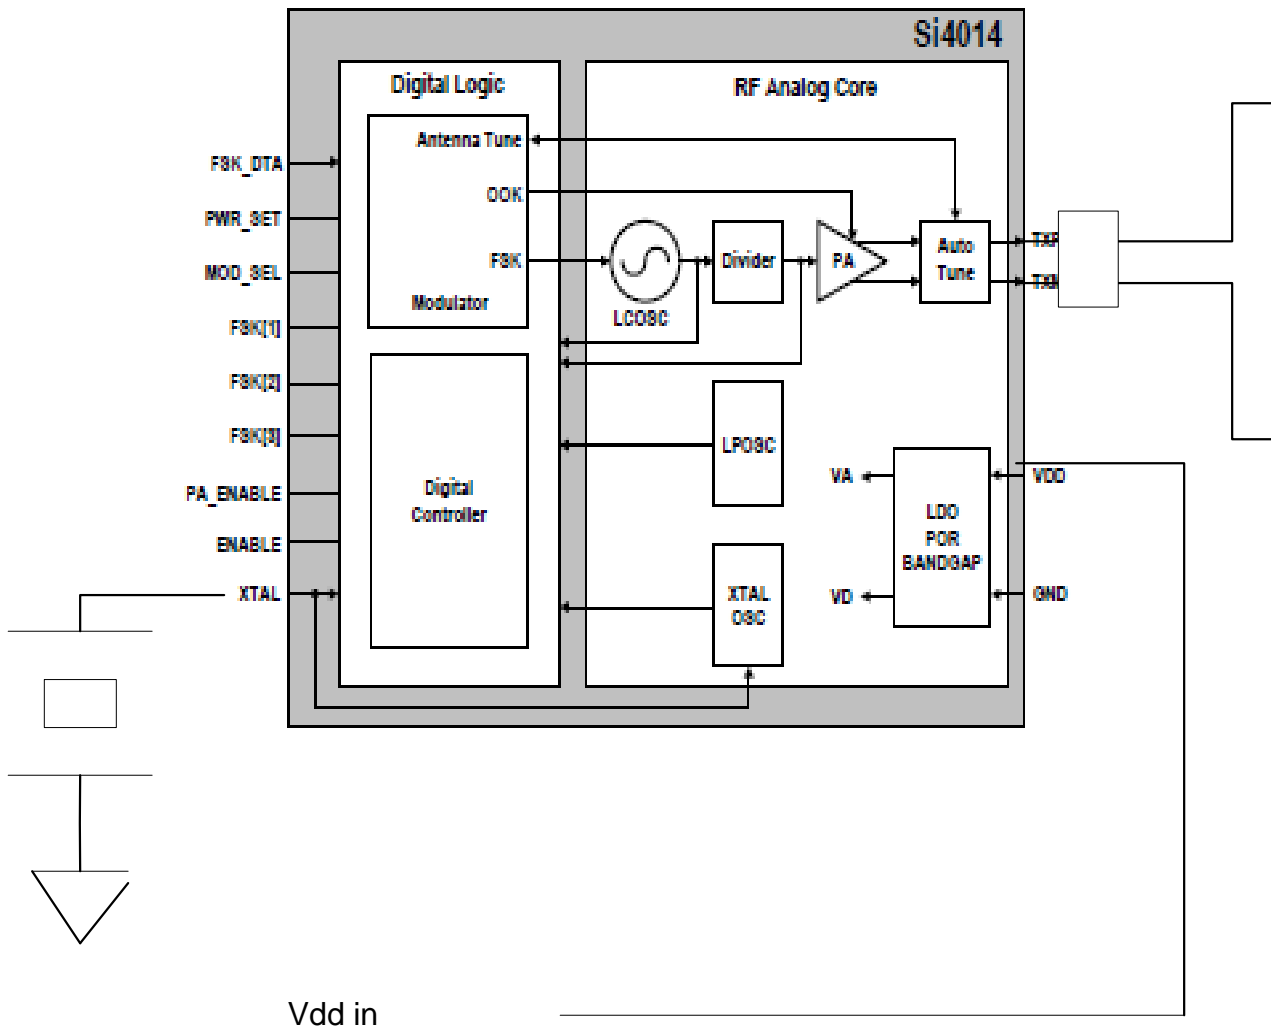 Si4014
Digital Logic
RF Analog Core
Antenna Tune
OOK
FSK
Modulator
FSK_DTA
PWR_SET
MOD_SEL
FSK[1]
FSK[2]
FSK[3]
PA_ENABLE
ENABLE
XTAL
LCOSC
Divider
PA
Auto
Tune
Digital
Controller
LPOSC
XTAL
OSC
VA
VD
LDO
POR
BANDGAP
VDD
GND
Vdd in